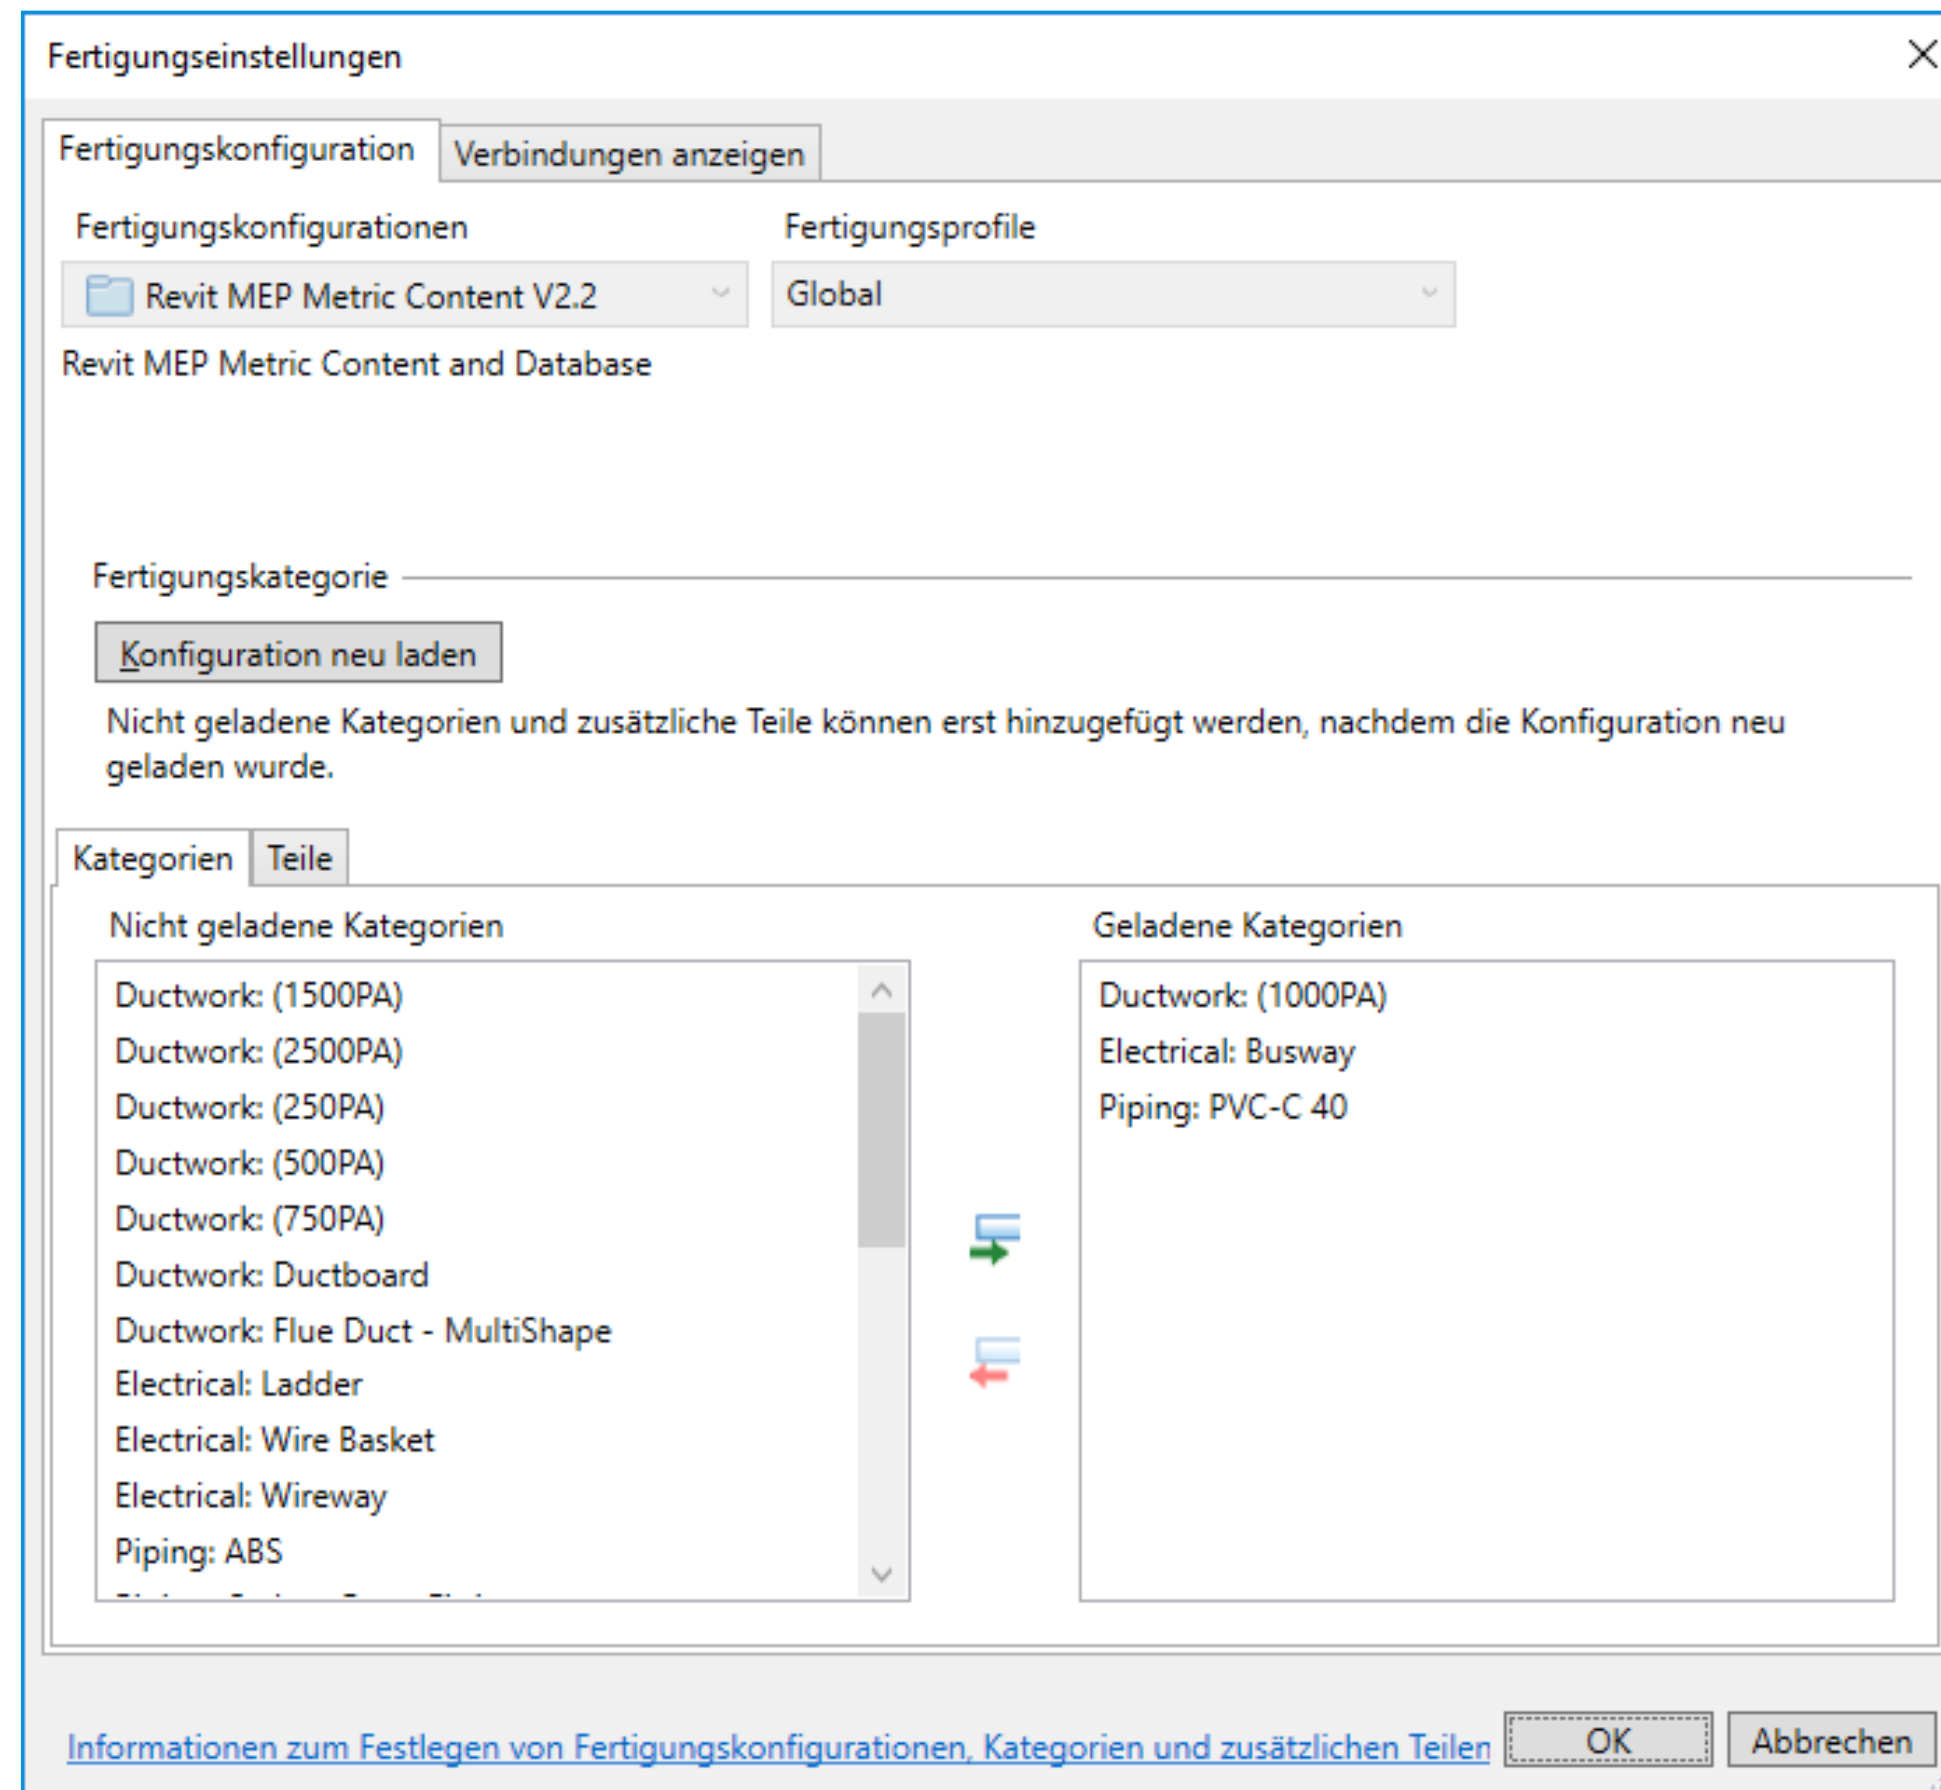 Fertigungseinstellungen
Fertigungskonfiguration
Verbindungen anzeigen
Fertigungskonfigurationen
Fertigungsprofile
Revit MEP Metric Content V2.2
Global
Revit MEP Metric Content and Database
Fertigungskategorie
Konfiguration neu laden
Nicht geladene Kategorien und zusätzliche Teile können erst hinzugefügt werden, nachdem die Konfiguration neu
geladen wurde.
Kategorien
Teile
Nicht geladene Kategorien
Ductwork: (1500PA)
Ductwork: (2500PA)
Ductwork: (250PA)
Ductwork: (500PA)
Ductwork: (750PA)
Ductwork: Ductboard
Ductwork: Flue Duct - MultiShape
Electrical: Ladder
Electrical: Wire Basket
Electrical: Wireway
Piping: ABS
Geladene Kategorien
Ductwork: (1000PA)
Electrical: Busway
Piping: PVC-C 40
Informationen zum Festlegen von Fertigungskonfigurationen, Kategorien und zusätzlichen Teilen
OK
Abbrechen